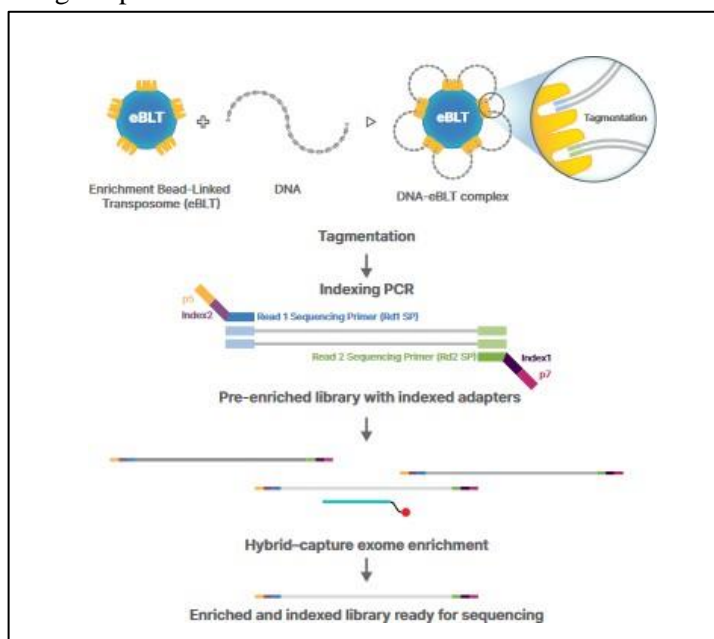 eBLT
eBLT
Tagmentation
Enrichment Bead-Linked
Transposome (eBLT)
DNA
DNA-eBLT complex
Tagmentation
Indexing PCR
p5
Index2
Read 1 Sequencing Primer (Rd1 SP)
Read 2 Sequencing Primer (Rd2 SP)
Index1
p7
Pre-enriched library with indexed adapters
Hybrid-capture exome enrichment
Enriched and indexed library ready for sequencing